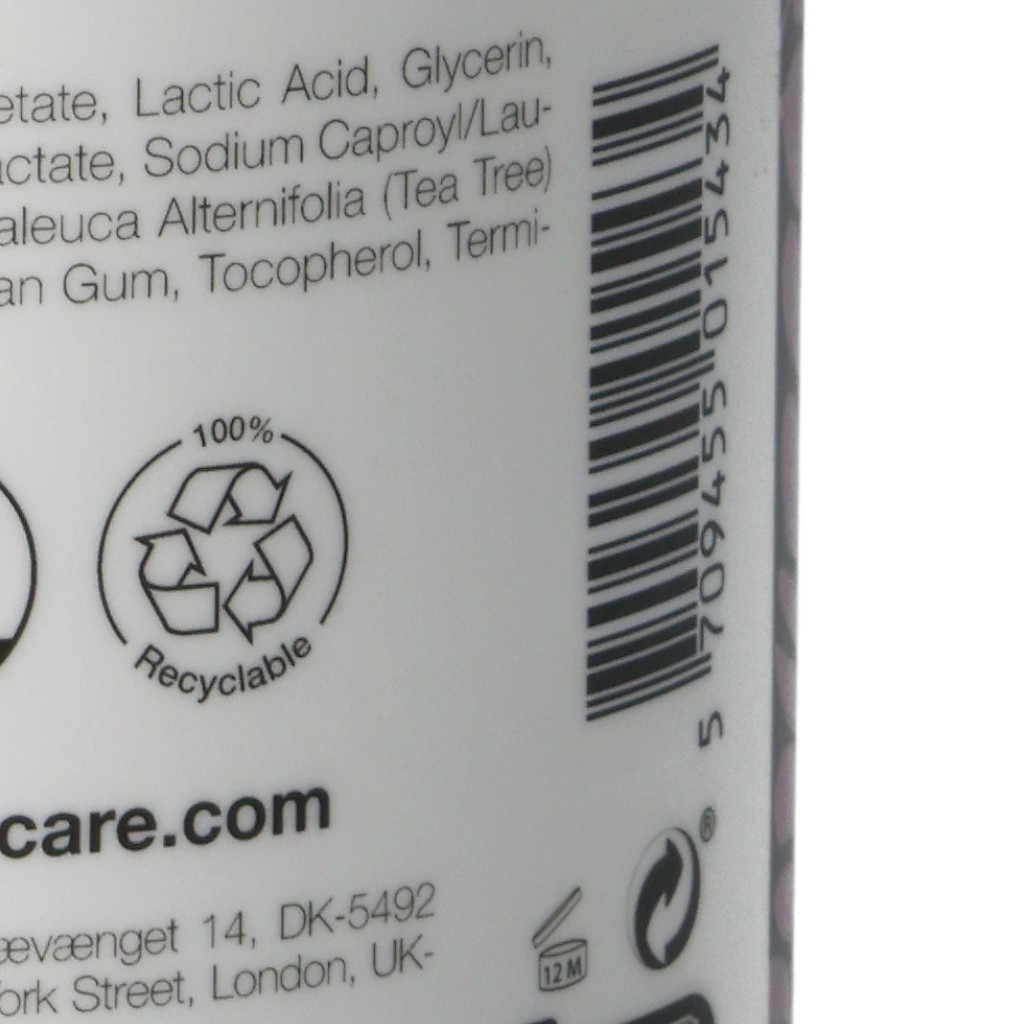 etate, Lactic Acid, Glycerin,
actate, Sodium Caproyl/Lau-
aleuca Alternifolia (Tea Tree)
an Gum, Tocopherol, Termi-
5 709455 015434
100%
Recyclable
care.com
ævænget 14, DK-5492
ork Street, London, UK-
®
12 M